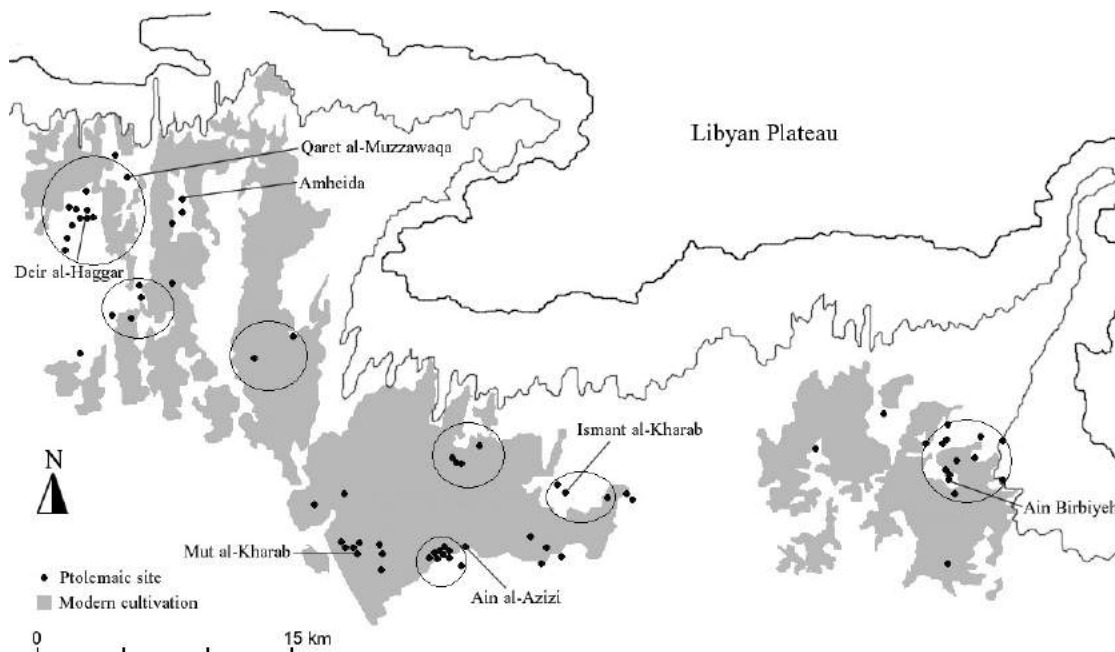 Libyan Plateau
Qaret al-Muzzawaqa
Amheida
Deir al-Haggar
Ismant al-Kharab
N
Ain Birbiyeh
Mut al-Kharab
Ptolemaic site
Ain al-Azizi
Modern cultivation
0 15 km